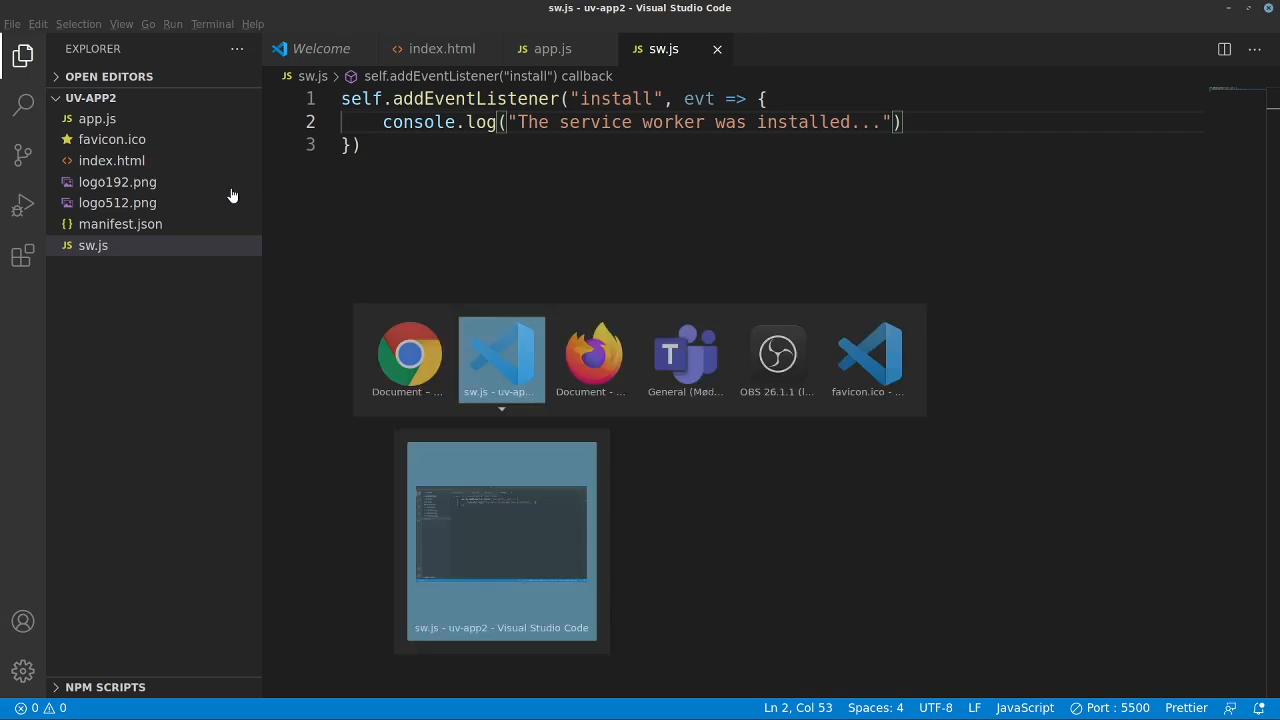 sw.js - uv-app2 - Visual Studio Code
File Edit Selection View Go Run Terminal Help
EXPLORER
Welcome
index.html
app.js
sw.js
OPEN EDITORS
UV-APP2
app.js
favicon.ico
index.html
logo192.png
logo512.png
manifest.json
sw.js
NPM SCRIPTS
sw.js > self.addEventListener("install") callback
1 self.addEventListener("install", evt => {
2 console.log("The service worker was installed...")
3 })
Document – ...
sw.js - uv-ap...
Document - ...
General (Mød...
OBS 26.1.1 (l...
favicon.ico - ...
sw.js - uv-app2 - Visual Studio Code
0 0
Ln 2, Col 53
Spaces: 4
UTF-8
LF
JavaScript
Port : 5500
Prettier